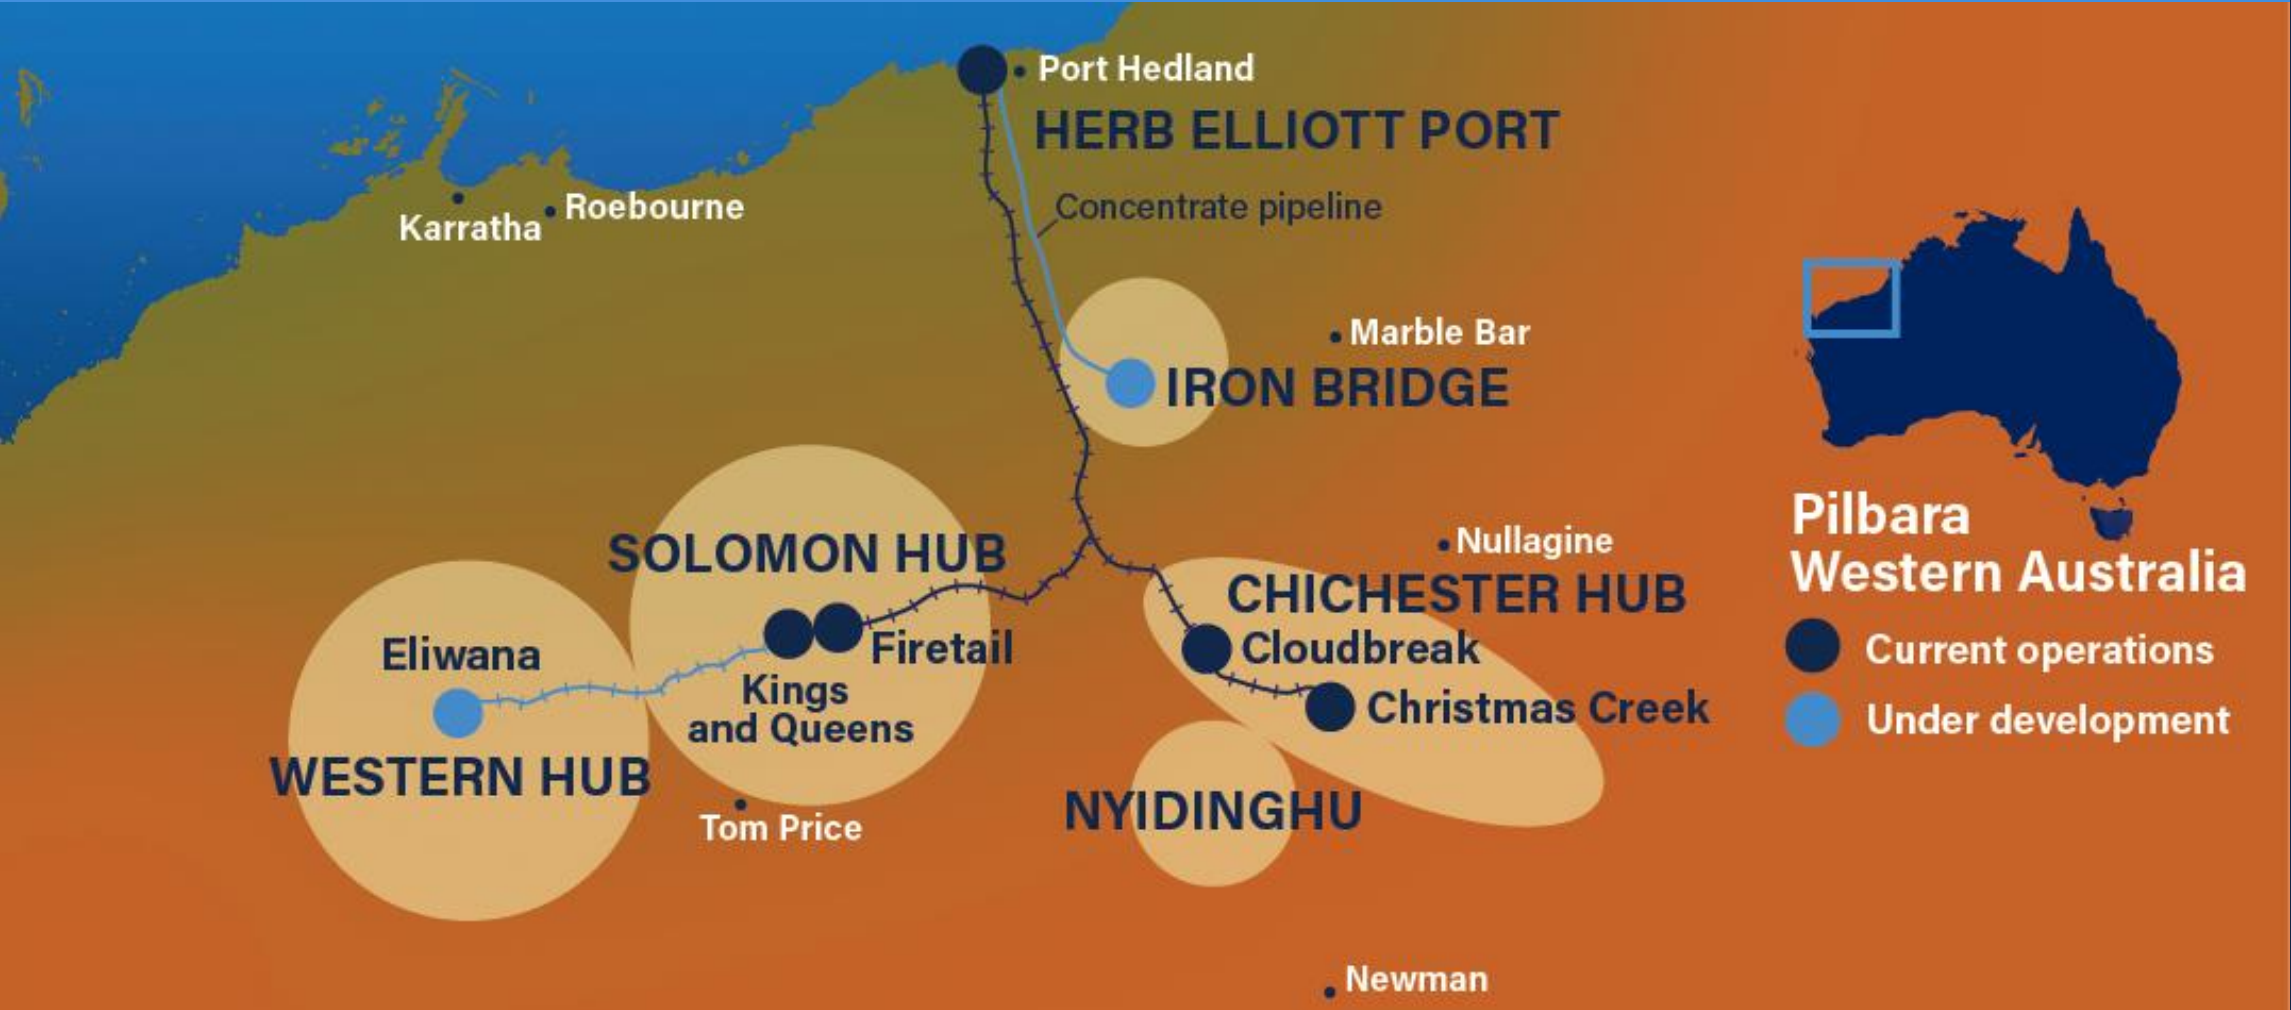 Port Hedland
HERB ELLIOTT PORT
Concentrate pipeline
Roebourne
Karratha
Marble Bar
IRON BRIDGE
SOLOMON HUB
Nullagine
CHICHESTER HUB
Cloudbreak
Christmas Creek
Firetail
Kings
and Queens
Eliwana
WESTERN HUB
Tom Price
NYIDINGHU
Newman
Pilbara
Western Australia
Current operations
Under development